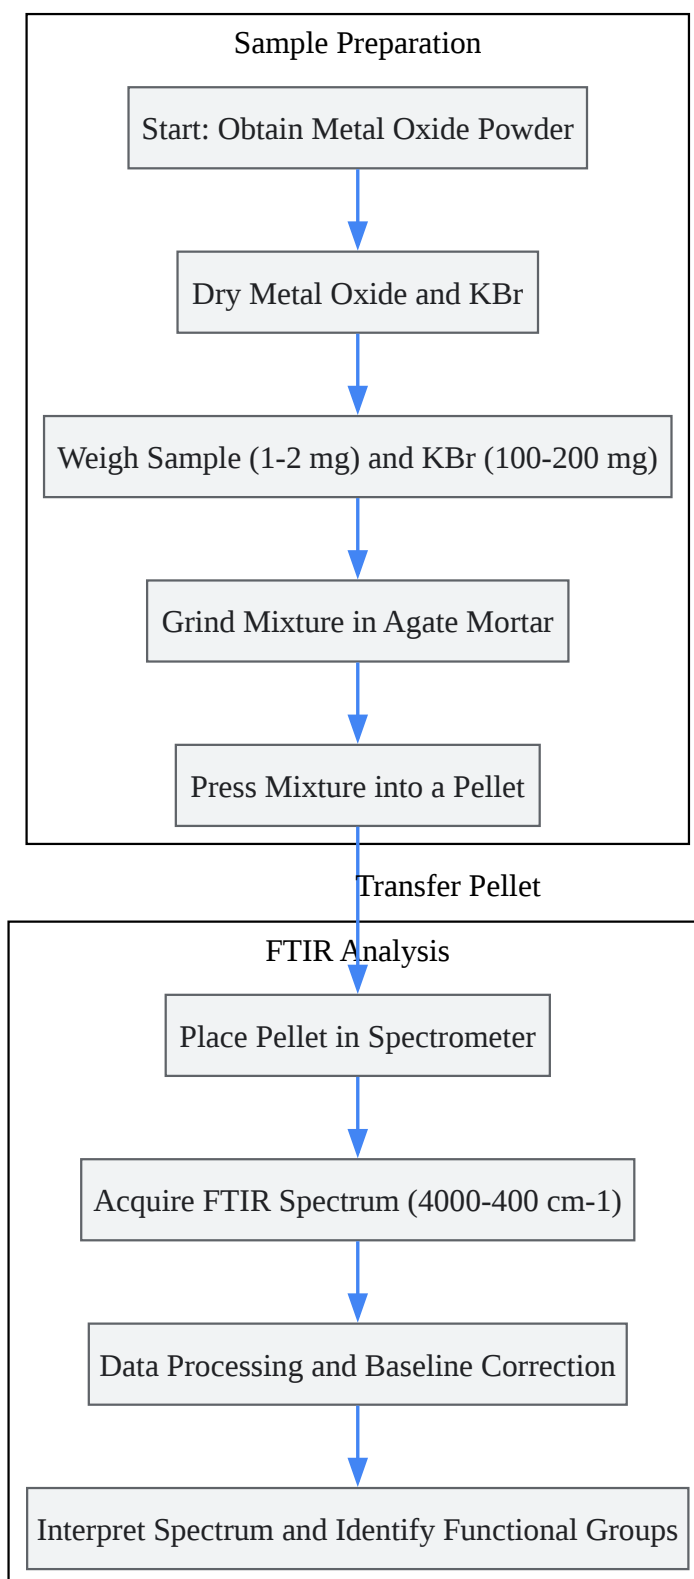 Sample Preparation
Start: Obtain Metal Oxide Powder
Dry Metal Oxide and KBr
Weigh Sample (1-2 mg) and KBr (100-200 mg)
Grind Mixture in Agate Mortar
Press Mixture into a Pellet
Transfer Pellet
FTIR Analysis
Place Pellet in Spectrometer
Acquire FTIR Spectrum (4000-400 cm-1)
Data Processing and Baseline Correction
Interpret Spectrum and Identify Functional Groups